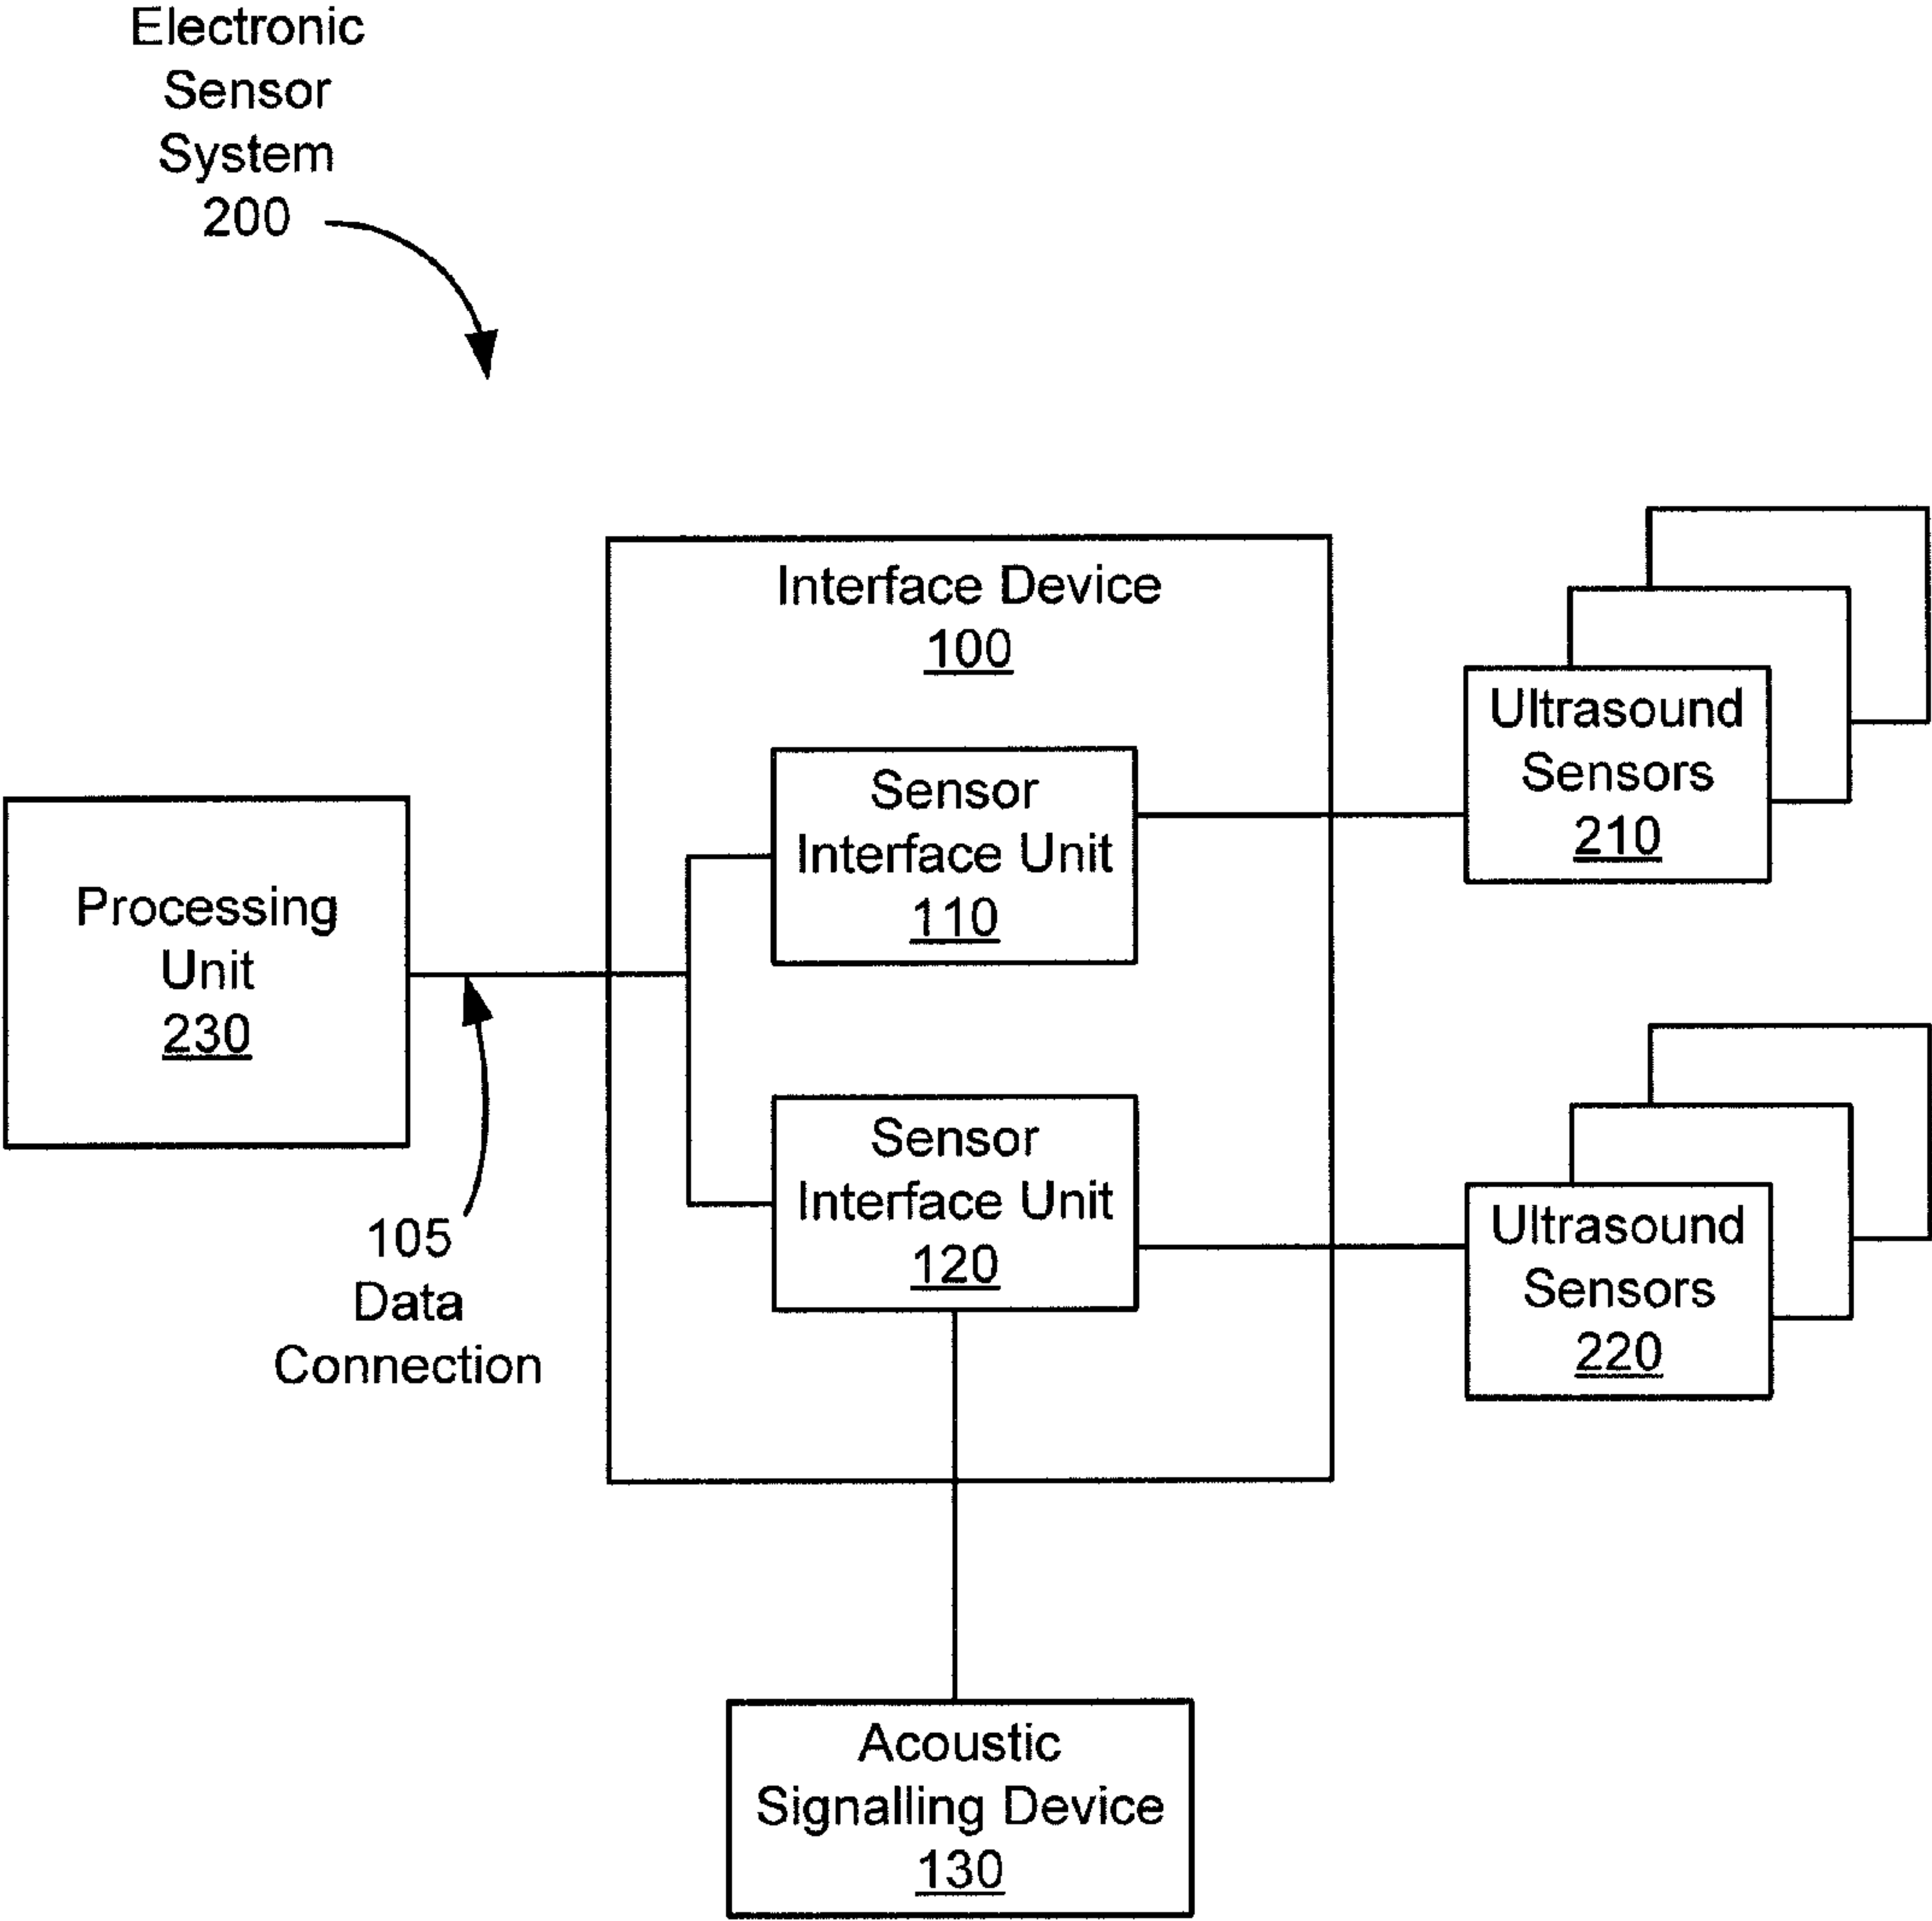 Electronic
Sensor
System
200
Interface Device
100
Ultrasound
Sensors
210
Sensor
Interface Unit
110
Processing
Unit
230
Sensor
Interface Unit
120
Ultrasound
Sensors
220
105
Data
Connection
Acoustic
Signalling Device
130